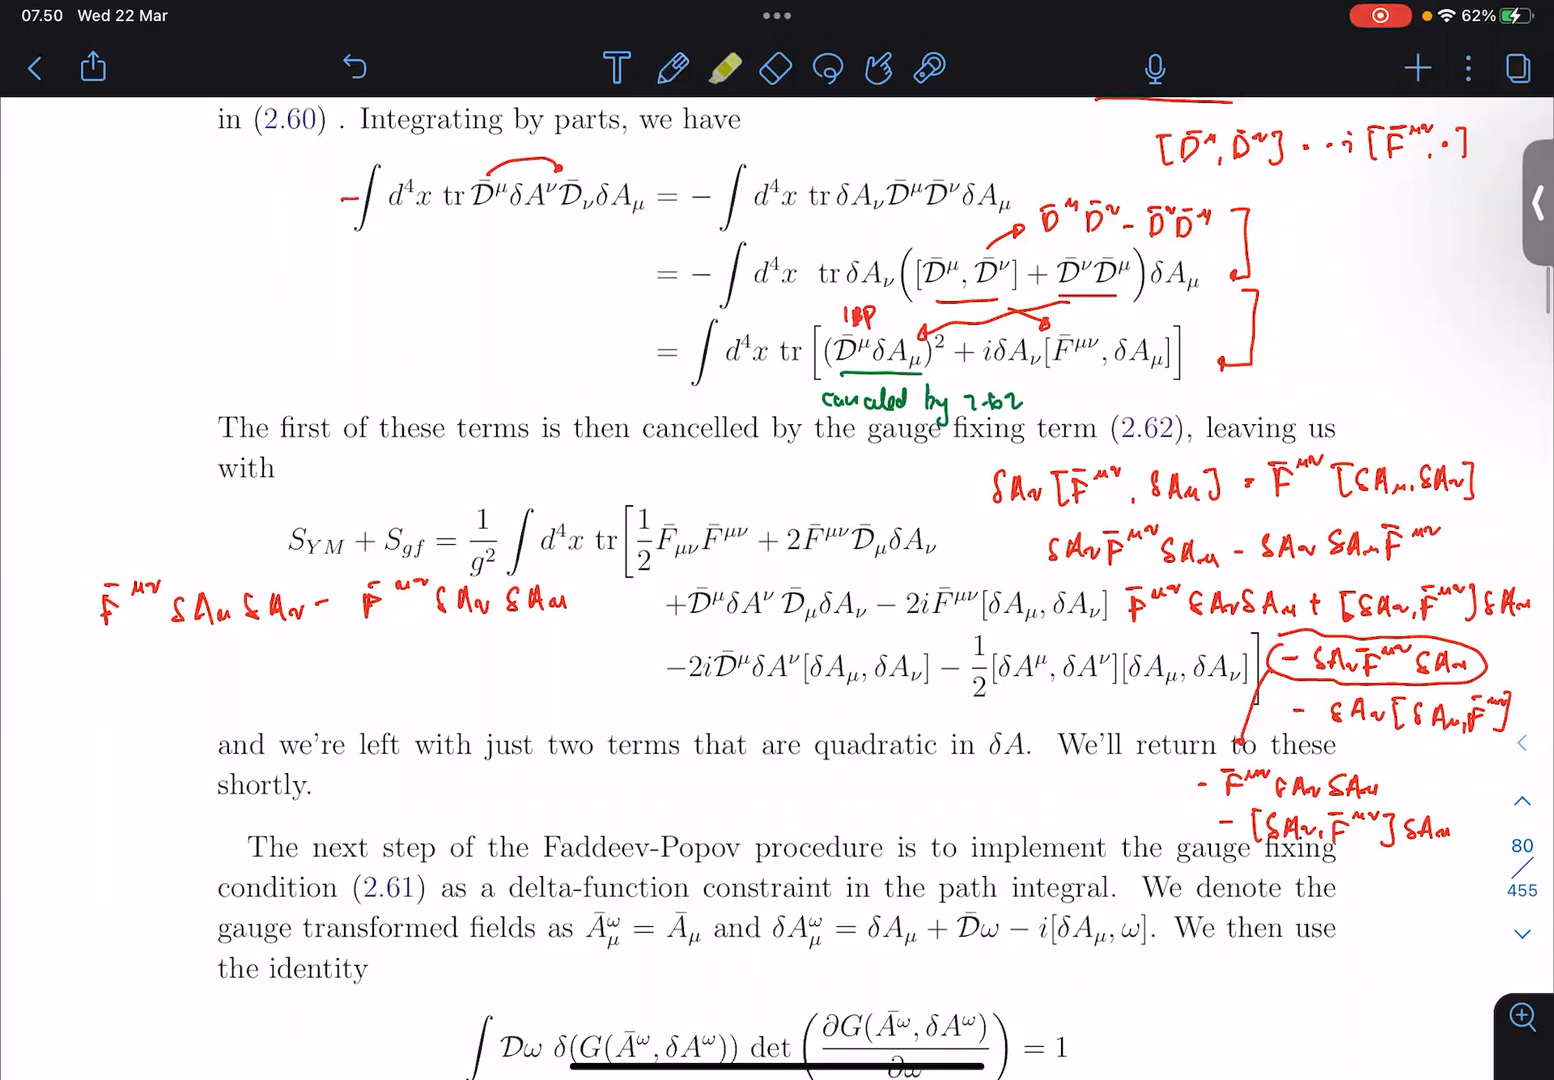 07.50 Wed 22 Mar
62%
in (2.60) . Integrating by parts, we have
[D̄^μ, D̄^ν] ‥ i [F̄^{μν}, ·]
-∫ d⁴x tr D̄^μ δA^ν D̄_ν δA_μ = − ∫ d⁴x tr δA_ν D̄^μ D̄^ν δA_μ
D̄^μ D̄^ν - D̄^ν D̄^μ
= − ∫ d⁴x tr δA_ν ([D̄^μ, D̄^ν] + D̄^ν D̄^μ) δA_μ
IBP
= ∫ d⁴x tr [(D̄^μ δA_μ)² + iδA_ν[F̄^{μν}, δA_μ]]
canceled by 2.62
The first of these terms is then cancelled by the gauge fixing term (2.62), leaving us
with
δA_ν [F̄^{μν}, δA_μ] = F̄^{μν} [δA_μ, δA_ν]
S_{YM} + S_{gf} = 1/g² ∫ d⁴x tr[ 1/2 F̄_{μν} F̄^{μν} + 2F̄^{μν} D̄_μ δA_ν
δA_ν F̄^{μν} δA_μ - δA_ν δA_μ F̄^{μν}
F̄^{μν} δA_μ δA_ν - F̄^{μν} δA_ν δA_μ
+D̄^μ δA^ν D̄_μ δA_ν − 2iF̄^{μν}[δA_μ, δA_ν]
F̄^{μν} δA_ν δA_μ + [δA_ν, F̄^{μν}] δA_μ
−2iD̄^μ δA^ν[δA_μ, δA_ν] − 1/2 [δA^μ, δA^ν][δA_μ, δA_ν] ]
- δA_ν F̄^{μν} δA_μ
- δA_ν [δA_μ, F̄^{μν}]
and we're left with just two terms that are quadratic in δA. We'll return to these
shortly.
- F̄^{μν} δA_ν δA_μ
- [δA_ν, F̄^{μν}] δA_μ
The next step of the Faddeev-Popov procedure is to implement the gauge fixing
condition (2.61) as a delta-function constraint in the path integral. We denote the
gauge transformed fields as Ā^ω_μ = Ā_μ and δA^ω_μ = δA_μ + D̄ω − i[δA_μ, ω]. We then use
the identity
∫ Dω δ(G(Ā^ω, δA^ω)) det (∂G(Ā^ω, δA^ω)/∂ω) = 1
80
/
455